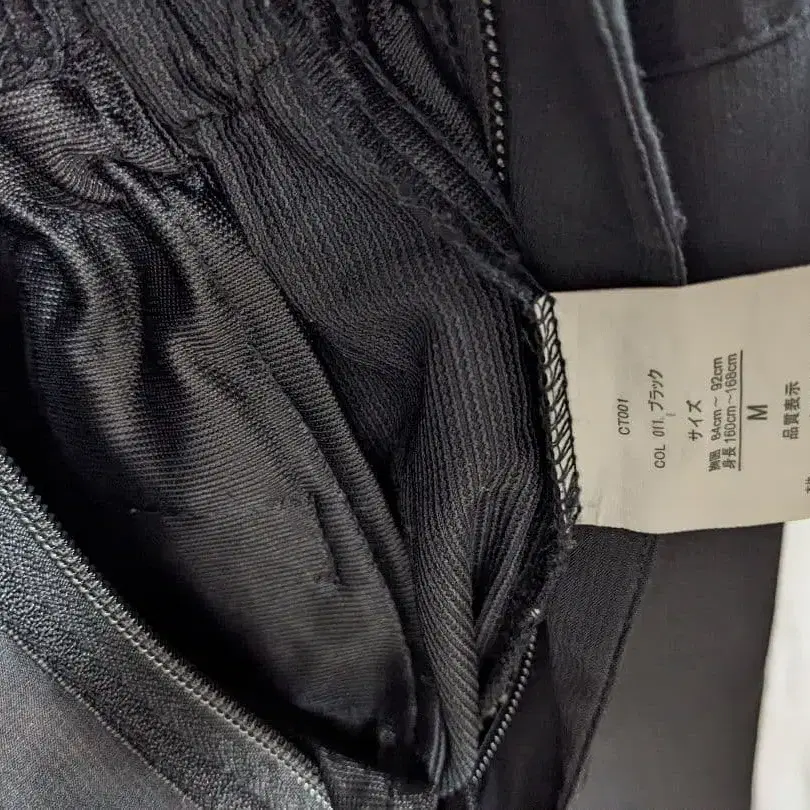 CT001
COL 011. ブラック
サイズ
胸囲 84cm～ 92cm
身長 160cm～168cm
M
品質表示